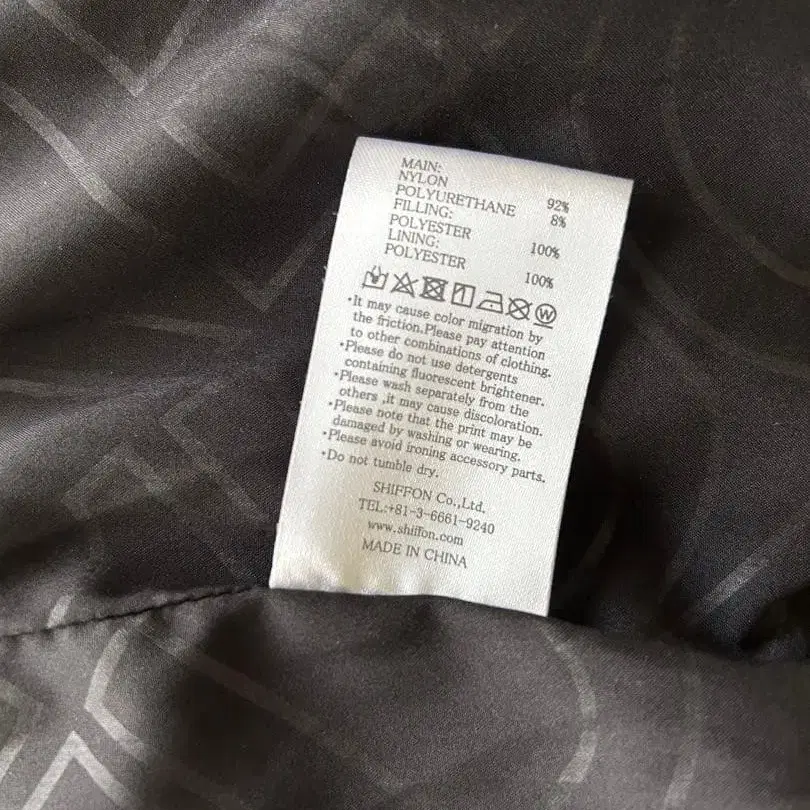 MAIN:
NYLON 92%
POLYURETHANE 8%
FILLING:
POLYESTER 100%
LINING:
POLYESTER 100%
W
•It may cause color migration by
the friction.Please pay attention
to other combinations of clothing.
•Please do not use detergents
containing fluorescent brightener.
•Please wash separately from the
others ,it may cause discoloration.
•Please note that the print may be
damaged by washing or wearing.
•Please avoid ironing accessory parts.
•Do not tumble dry.
SHIFFON Co.,Ltd.
TEL:+81-3-6661-9240
www.shiffon.com
MADE IN CHINA